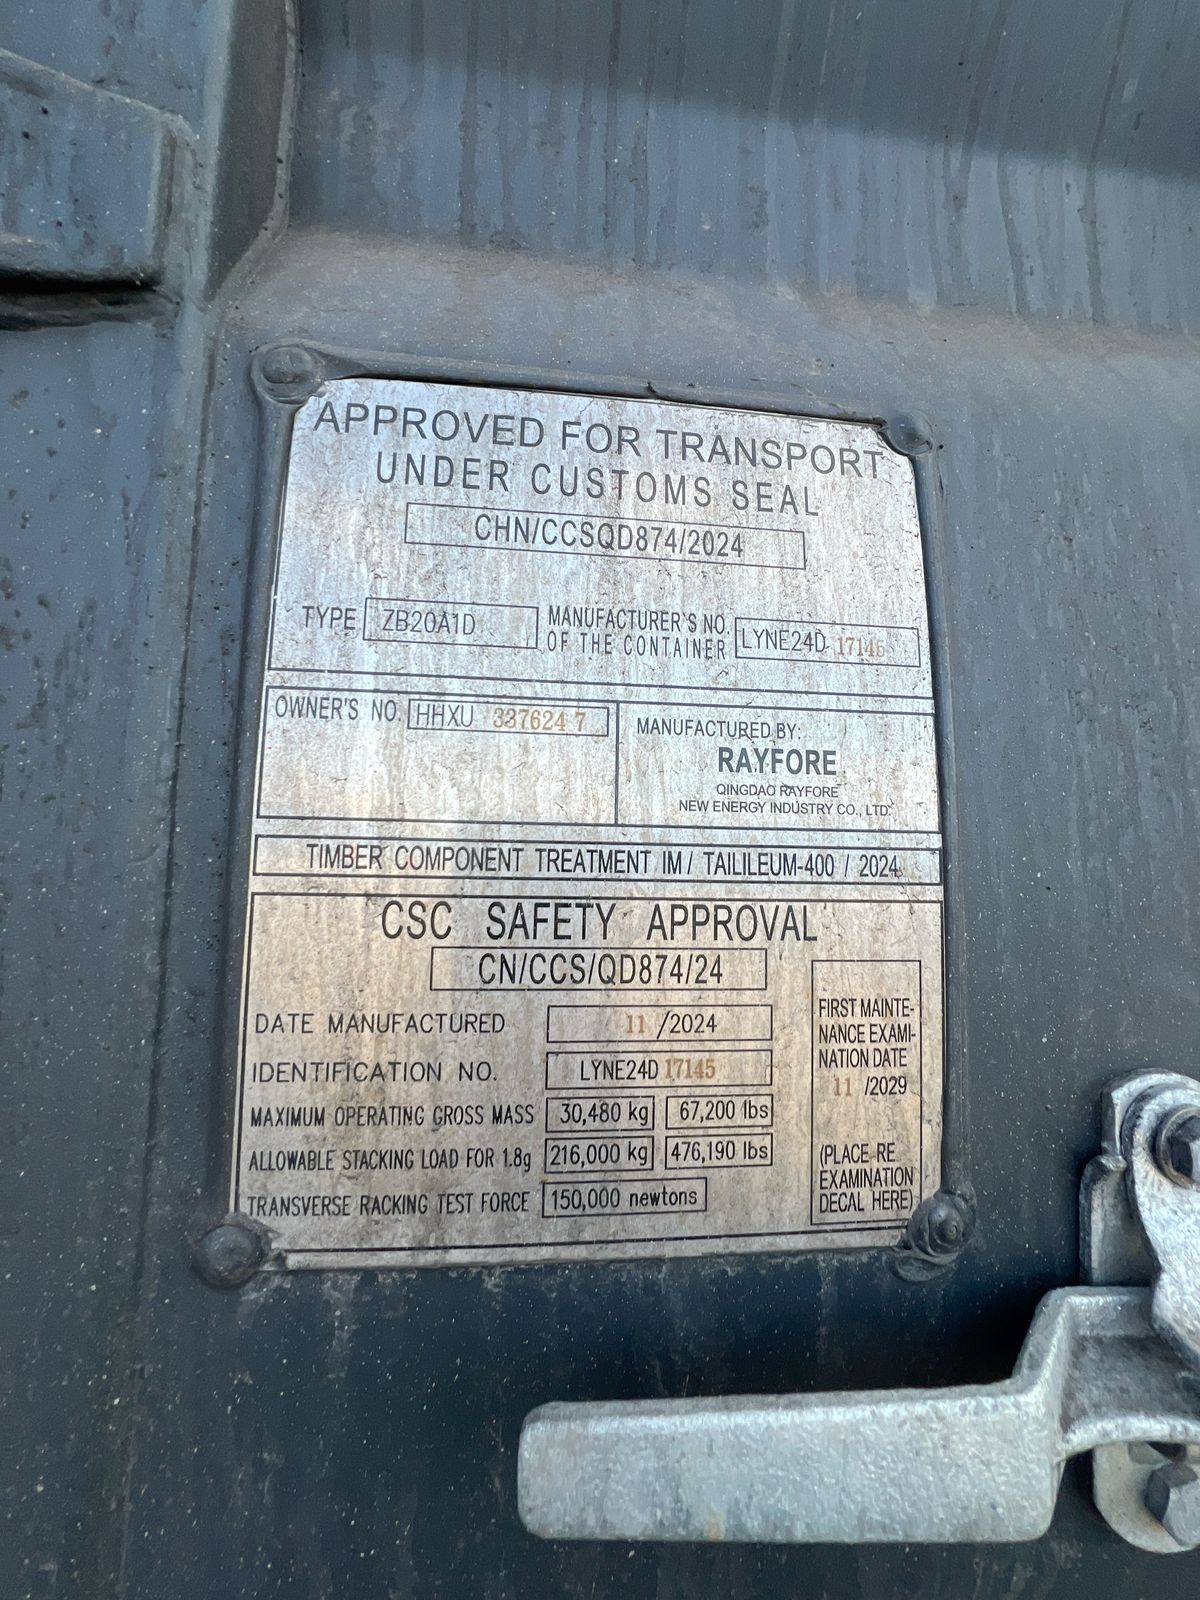 APPROVED FOR TRANSPORT
UNDER CUSTOMS SEAL
CHN/CCSQD874/2024
TYPE ZB20A1D
MANUFACTURER'S NO.
OF THE CONTAINER
LYNE24D 17145
OWNER'S NO. HHXU 337624 7
MANUFACTURED BY:
RAYFORE
QINGDAO RAYFORE
NEW ENERGY INDUSTRY CO., LTD.
TIMBER COMPONENT TREATMENT IM / TAILILEUM-400 / 2024
CSC SAFETY APPROVAL
CN/CCS/QD874/24
DATE MANUFACTURED 11 /2024
IDENTIFICATION NO. LYNE24D 17145
MAXIMUM OPERATING GROSS MASS 30,480 kg 67,200 lbs
ALLOWABLE STACKING LOAD FOR 1.8g 216,000 kg 476,190 lbs
TRANSVERSE RACKING TEST FORCE 150,000 newtons
FIRST MAINTE-
NANCE EXAMI-
NATION DATE
11 /2029
(PLACE RE
EXAMINATION
DECAL HERE)